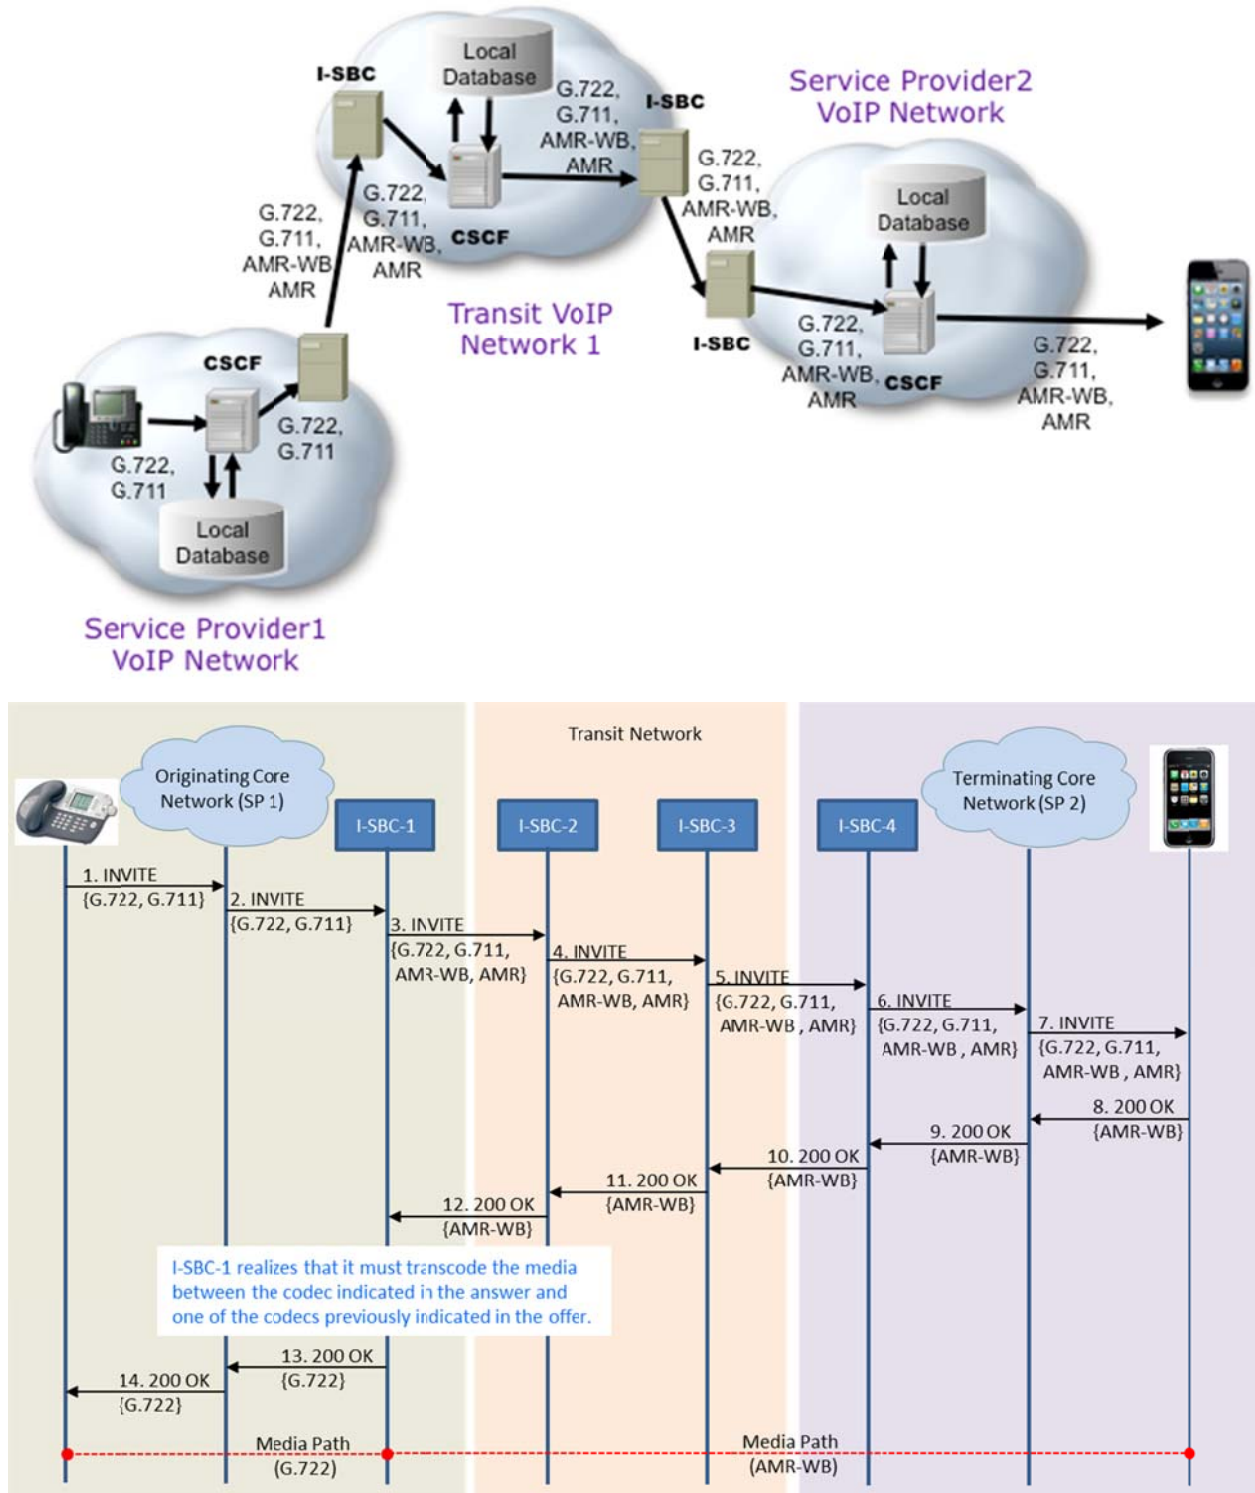 Local
Database
I-SBC
G.722,
G.711,
AMR-WB,
AMR
I-SBC
Service Provider2
VoIP Network
G.722,
G.711,
AMR-WB,
AMR
G.722,
G.711,
AMR-WB,
AMR
CSCF
G.722,
G.711,
AMR-WB
AMR
Local
Database
Transit VoIP
Network 1
I-SBC
G.722,
G.711,
AMR-WB,
AMR
CSCF
G.722,
G.711,
AMR-WB,
AMR
CSCF
G.722,
G.711
G.722,
G.711
Local
Database
Service Provider1
VoIP Network
Transit Network
Originating Core
Network (SP 1)
Terminating Core
Network (SP 2)
I-SBC-1
I-SBC-2
I-SBC-3
I-SBC-4
1. INVITE
{G.722, G.711}
2. INVITE
{G.722, G.711}
3. INVITE
{G.722, G.711,
AMR-WB, AMR}
4. INVITE
{G.722, G.711,
AMR-WB, AMR}
5. INVITE
{G.722, G.711,
AMR-WB , AMR}
6. INVITE
{G.722, G.711,
AMR-WB , AMR}
7. INVITE
{G.722, G.711,
AMR-WB , AMR}
8. 200 OK
{AMR-WB}
9. 200 OK
{AMR-WB}
10. 200 OK
{AMR-WB}
11. 200 OK
{AMR-WB}
12. 200 OK
{AMR-WB}
I-SBC-1 realizes that it must transcode the media
between the codec indicated in the answer and
one of the codecs previously indicated in the offer.
13. 200 OK
{G.722}
14. 200 OK
{G.722}
Media Path
(G.722)
Media Path
(AMR-WB)